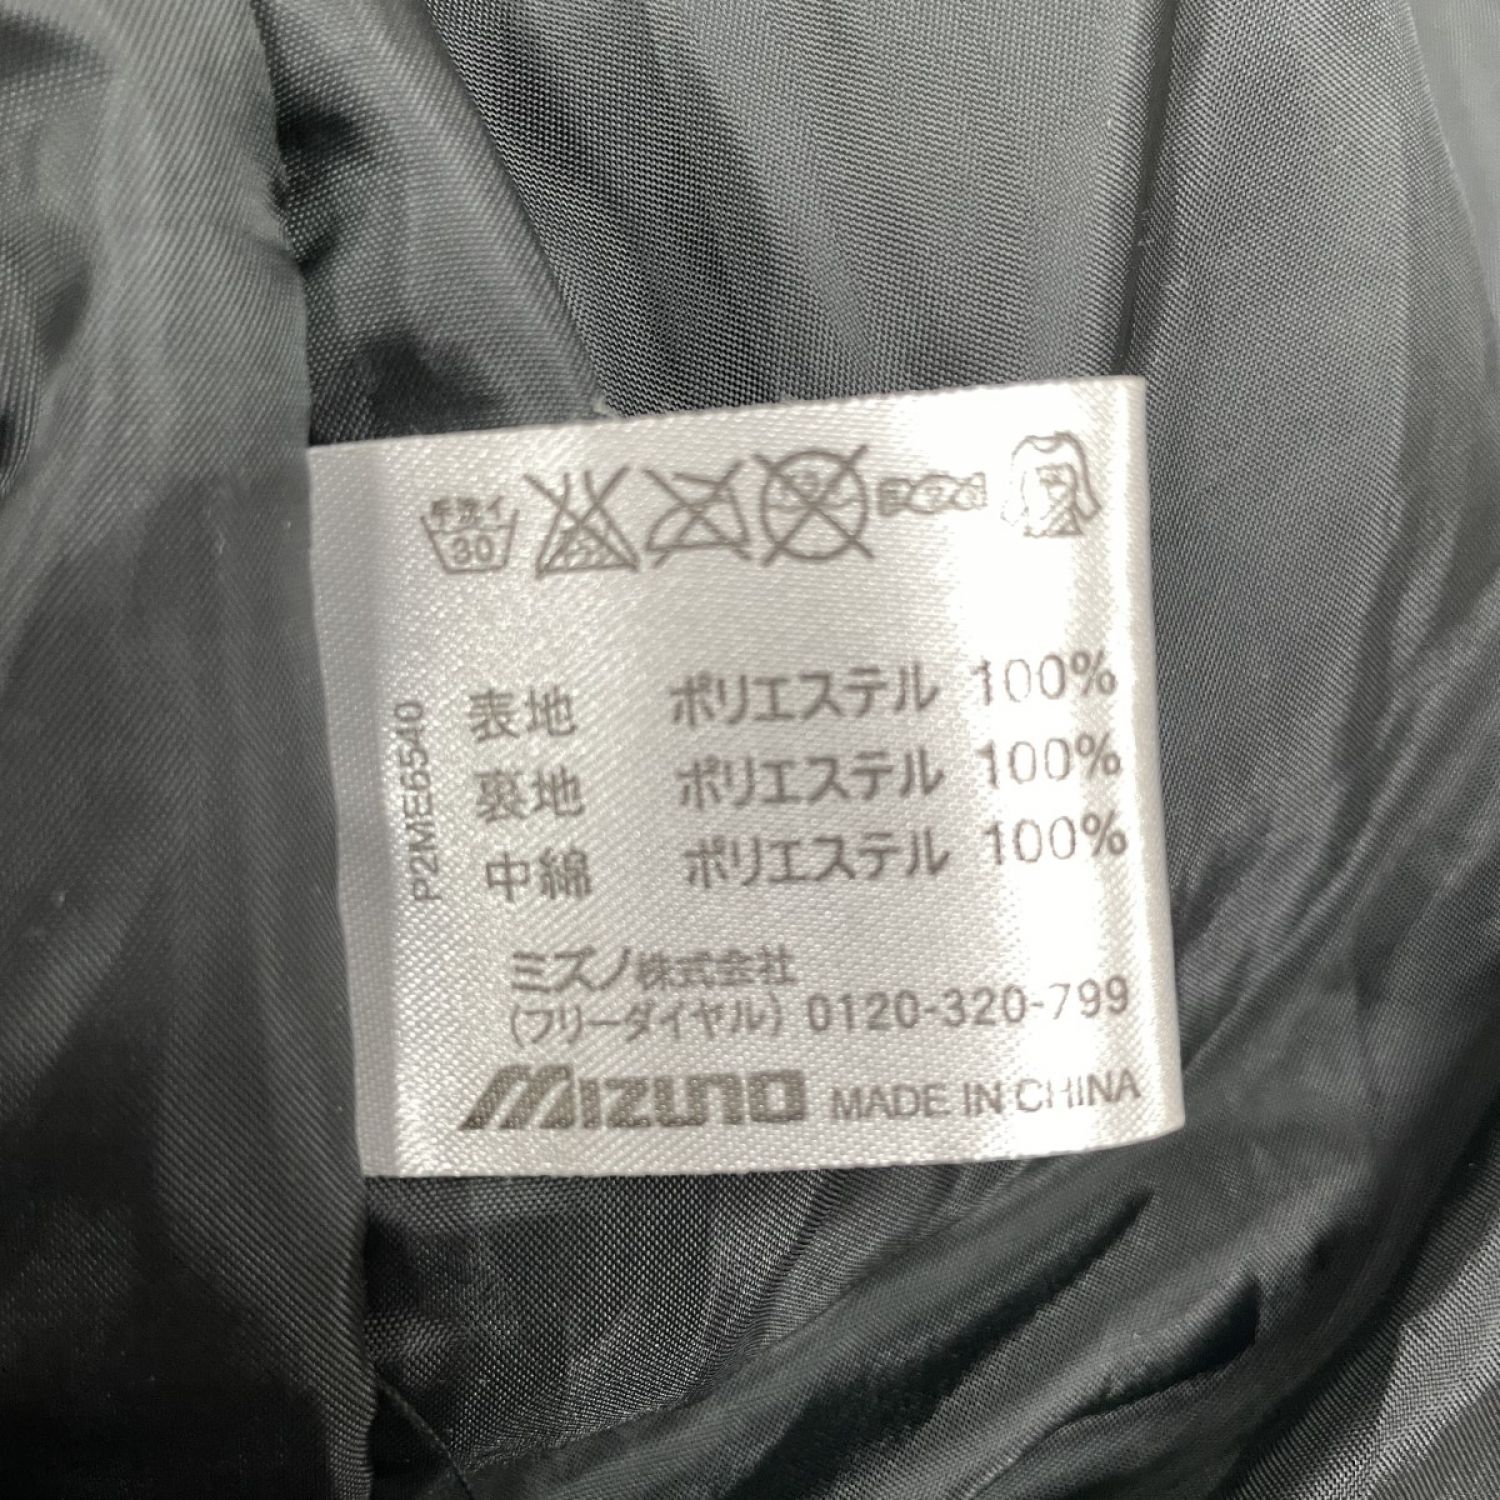 手洗イ
30
P2ME6540
表地 ポリエステル 100%
裏地 ポリエステル 100%
中綿 ポリエステル 100%
ミズノ株式会社
(フリーダイヤル) 0120-320-799
MIZUNO MADE IN CHINA